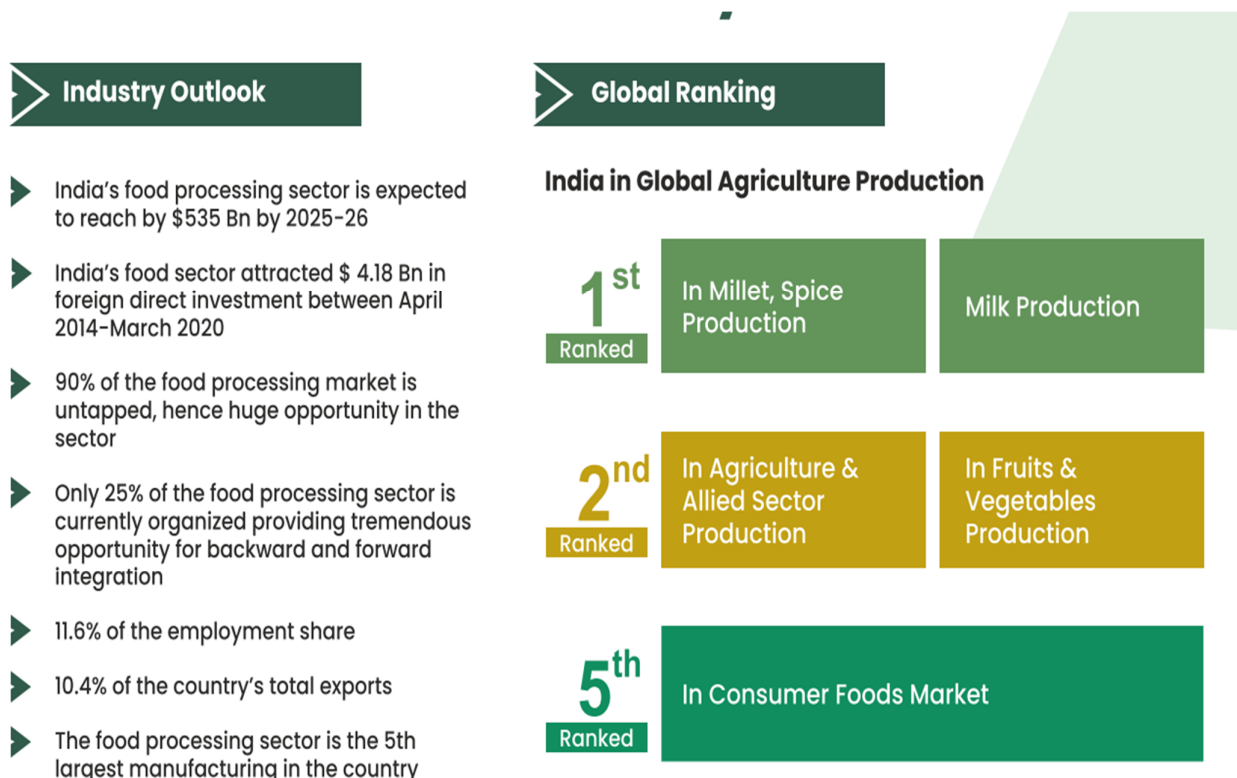 Industry Outlook
India's food processing sector is expected
to reach by $535 Bn by 2025-26
India's food sector attracted $ 4.18 Bn in
foreign direct investment between April
2014-March 2020
90% of the food processing market is
untapped, hence huge opportunity in the
sector
Only 25% of the food processing sector is
currently organized providing tremendous
opportunity for backward and forward
integration
11.6% of the employment share
10.4% of the country's total exports
The food processing sector is the 5th
largest manufacturing in the country
Global Ranking
India in Global Agriculture Production
1st
Ranked
In Millet, Spice
Production
Milk Production
2nd
Ranked
In Agriculture &
Allied Sector
Production
In Fruits &
Vegetables
Production
5th
Ranked
In Consumer Foods Market